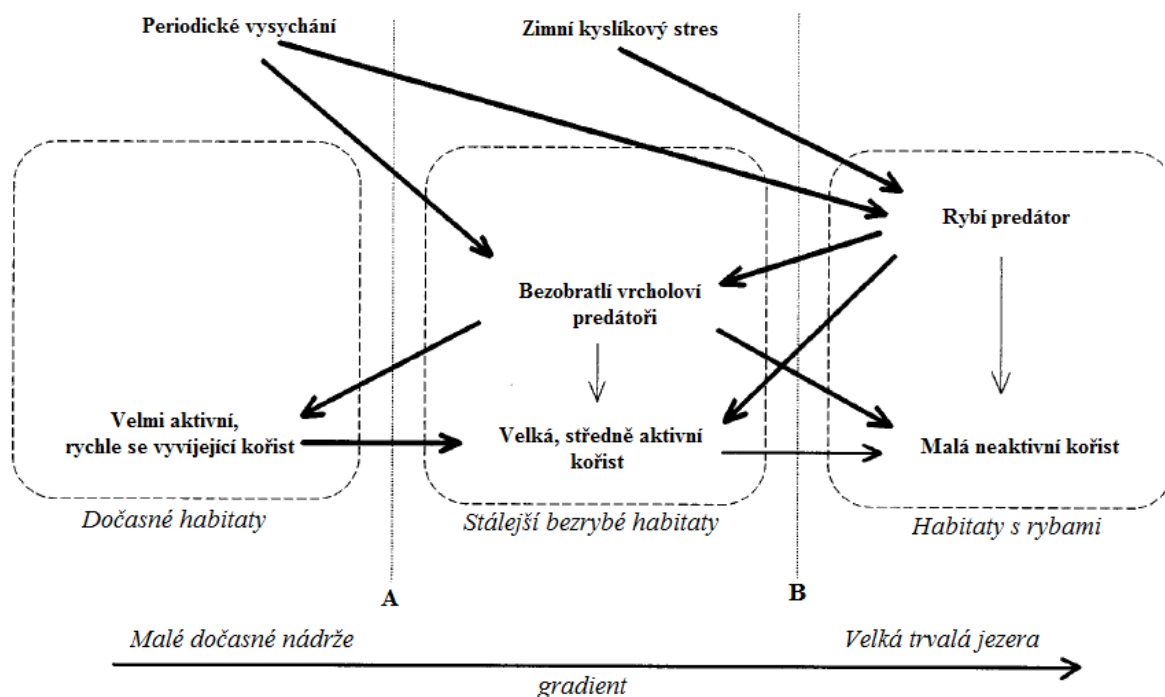 Periodické vysychání
Zimní kyslíkový stres
Rybí predátor
Bezobratlí vrcholoví
predátoři
Velmi aktivní,
rychle se vyvíjející kořist
Velká, středně aktivní
kořist
Malá neaktivní kořist
Dočasné habitaty
Stálejší bezrybé habitaty
Habitaty s rybami
A
B
Malé dočasné nádrže
Velká trvalá jezera
gradient